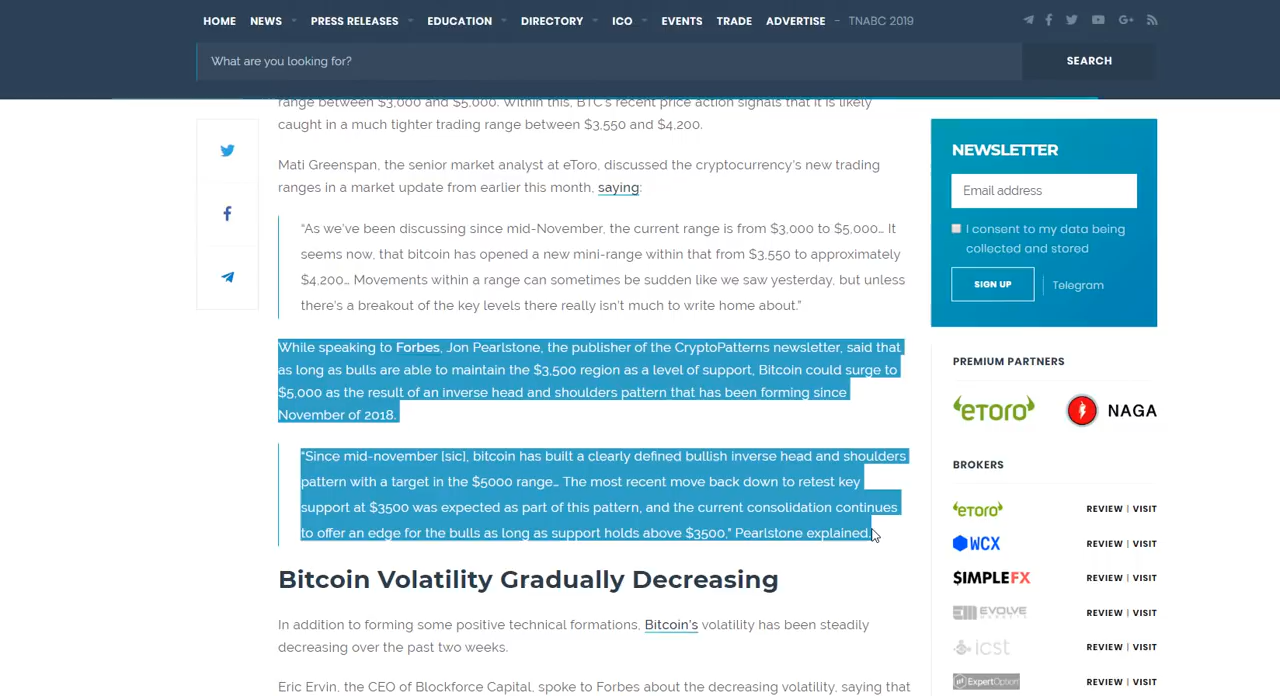 HOME NEWS PRESS RELEASES EDUCATION DIRECTORY ICO EVENTS TRADE ADVERTISE – TNABC 2019
What are you looking for?
SEARCH
range between $3,000 and $5,000. Within this, BTC's recent price action signals that it is likely
caught in a much tighter trading range between $3,550 and $4,200.
Mati Greenspan, the senior market analyst at eToro, discussed the cryptocurrency's new trading
ranges in a market update from earlier this month, saying:
“As we've been discussing since mid-November, the current range is from $3,000 to $5,000… It
seems now, that bitcoin has opened a new mini-range within that from $3,550 to approximately
$4,200… Movements within a range can sometimes be sudden like we saw yesterday, but unless
there's a breakout of the key levels there really isn't much to write home about.”
While speaking to Forbes, Jon Pearlstone, the publisher of the CryptoPatterns newsletter, said that
as long as bulls are able to maintain the $3,500 region as a level of support, Bitcoin could surge to
$5,000 as the result of an inverse head and shoulders pattern that has been forming since
November of 2018.
“Since mid-november [sic], bitcoin has built a clearly defined bullish inverse head and shoulders
pattern with a target in the $5000 range… The most recent move back down to retest key
support at $3500 was expected as part of this pattern, and the current consolidation continues
to offer an edge for the bulls as long as support holds above $3500,” Pearlstone explained.
Bitcoin Volatility Gradually Decreasing
In addition to forming some positive technical formations, Bitcoin's volatility has been steadily
decreasing over the past two weeks.
Eric Ervin, the CEO of Blockforce Capital, spoke to Forbes about the decreasing volatility, saying that
NEWSLETTER
Email address
I consent to my data being
collected and stored
SIGN UP Telegram
PREMIUM PARTNERS
eToro NAGA
BROKERS
eToro REVIEW | VISIT
WCX REVIEW | VISIT
$IMPLEFX REVIEW | VISIT
EVOLVE MARKETS REVIEW | VISIT
icst REVIEW | VISIT
ExpertOption REVIEW | VISIT